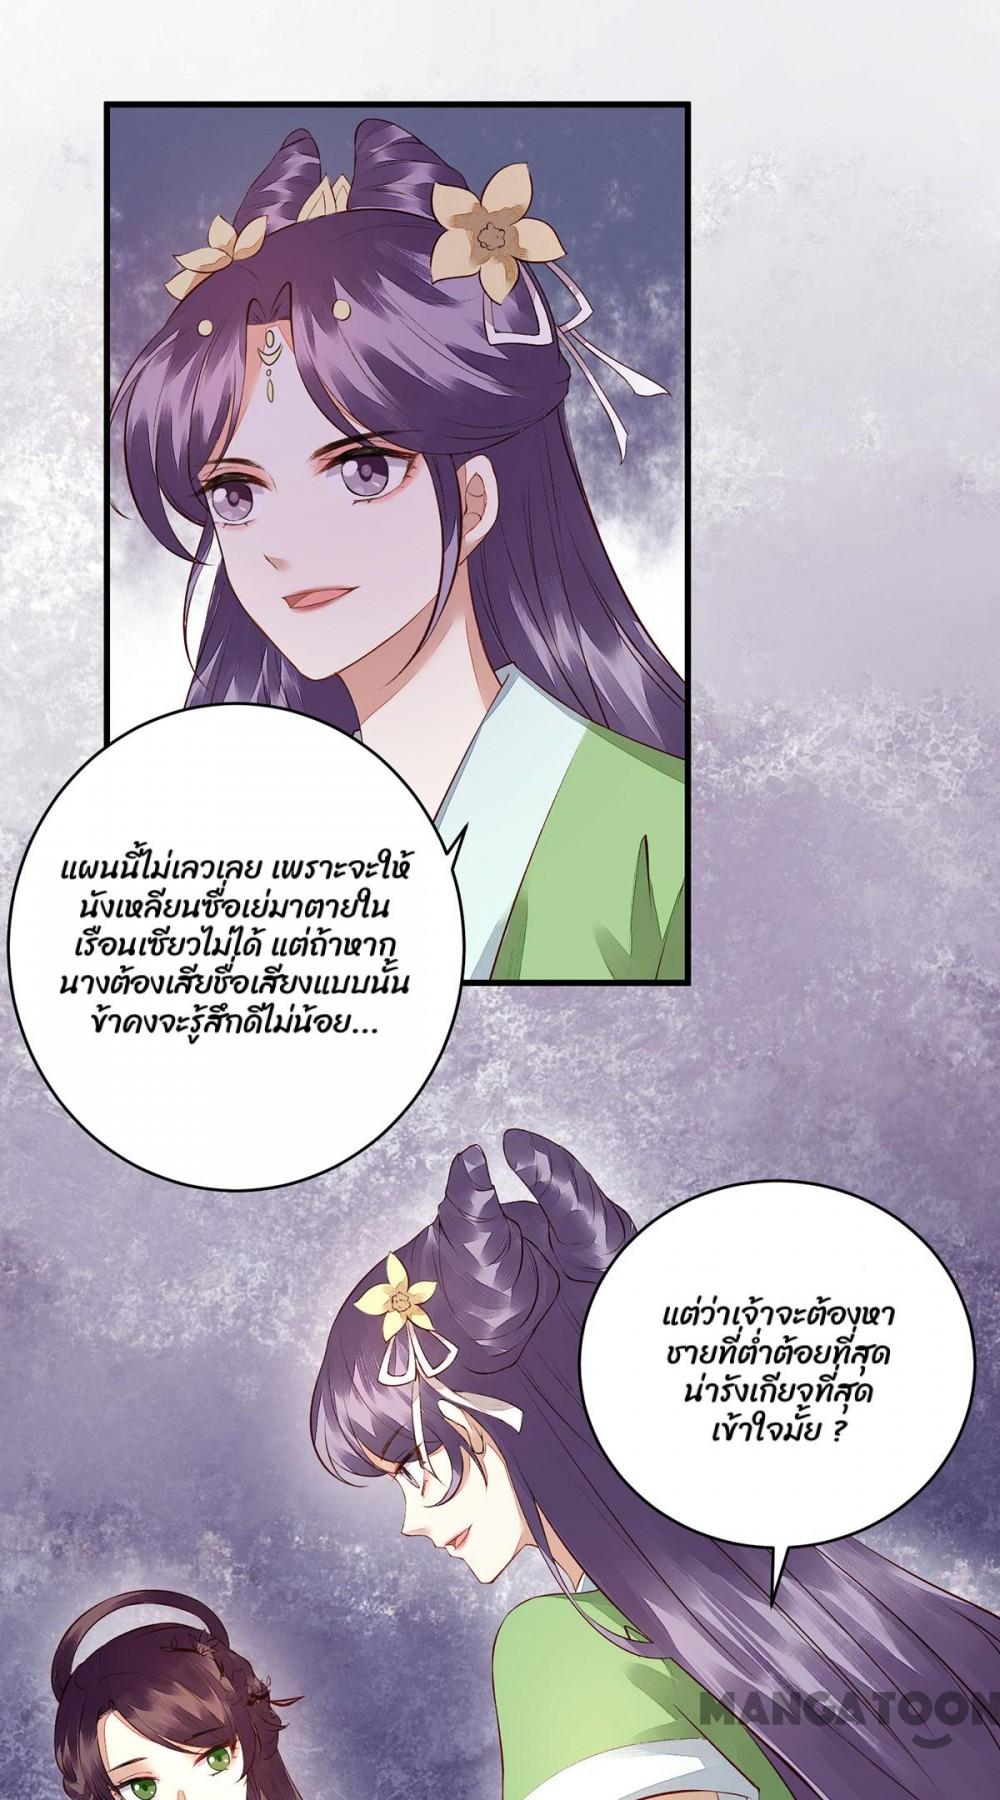 แผนนี้ไม่เลวเลย เพราะจะให้
นังเหลียนซื่อเย่มาตายใน
เรือนเซียวไม่ได้ แต่ถ้าหาก
นางต้องเสียชื่อเสียงแบบนั้น
ข้าคงจะรู้สึกดีไม่น้อย...
แต่ว่าเจ้าจะต้องหา
ชายที่ต่ำต้อยที่สุด
น่ารังเกียจที่สุด
เข้าใจมั้ย ?
MANGATOON